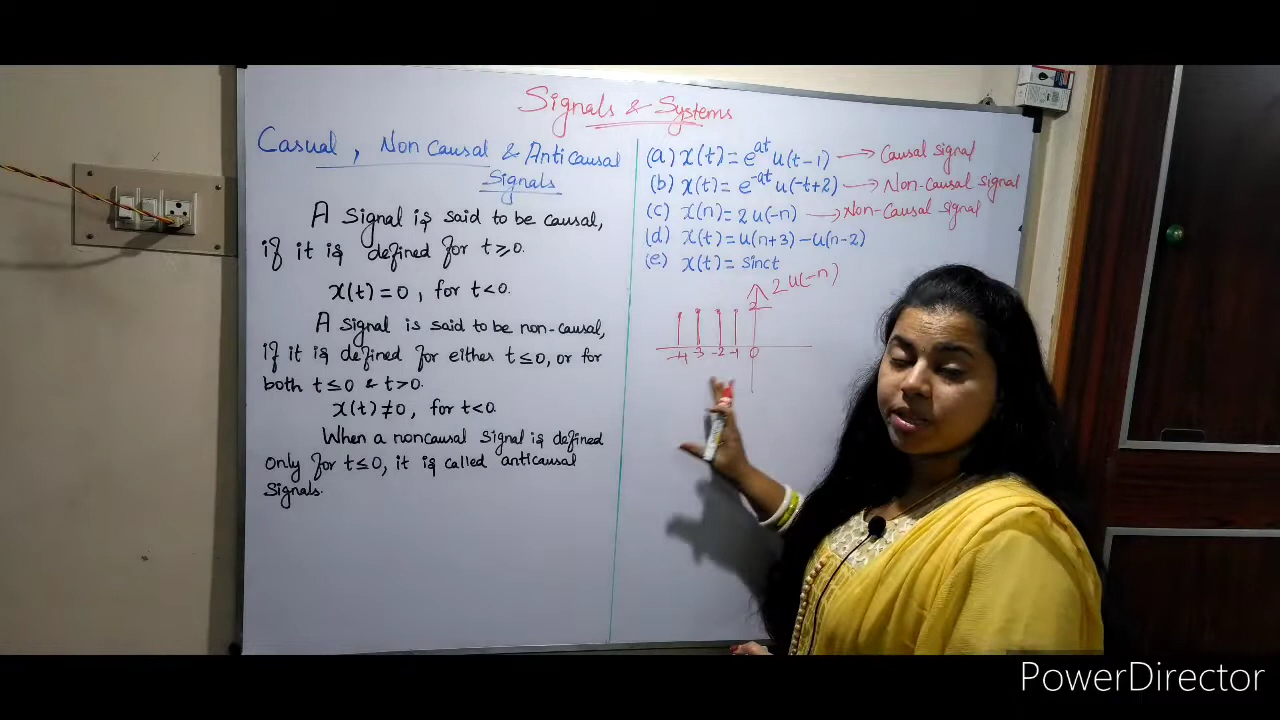 Signals & Systems
Casual, Non Causal & Anticausal
Signals
A Signal is said to be causal,
if it is defined for t≥0.
x(t)=0, for t<0.
A signal is said to be non-causal,
if it is defined for either t≤0, or for
both t≤0 & t>0.
x(t)≠0, for t<0.
When a noncausal signal is defined
only for t≤0, it is called anticausal
Signals.
(a) x(t)=e^at u(t-1) → Causal signal
(b) x(t)=e^-at u(-t+2) → Non-Causal signal
(c) x(n)=2u(-n) → Non-Causal signal
(d) x(t)=u(n+3)-u(n-2)
(e) x(t)=sinct
2u(-n)
2
-4 -3 -2 -1 0
PowerDirector